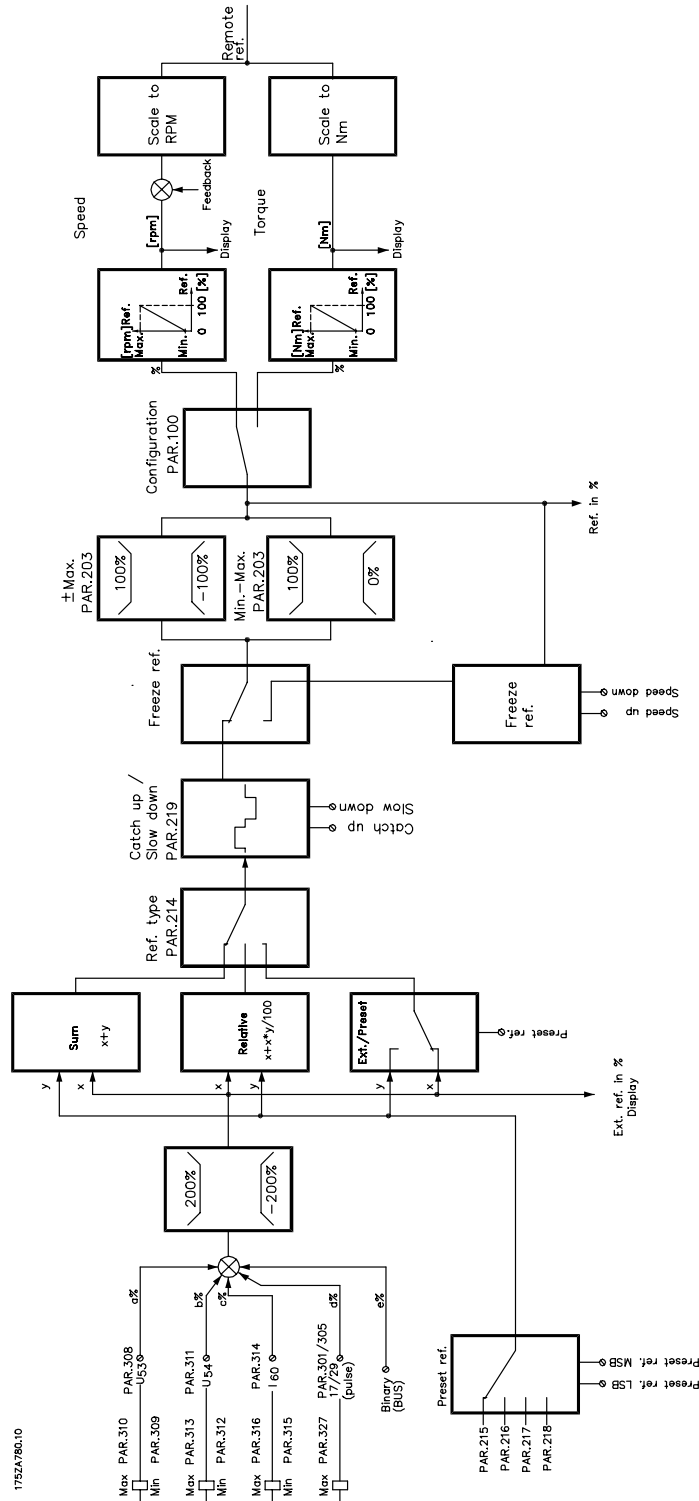 175ZA780.10
Max PAR.310
PAR.308
Min PAR.309
U53
a%
Max PAR.313
PAR.311
Min PAR.312
U54
b%
Max PAR.316
PAR.314
Min PAR.315
I 60
c%
Max PAR.327
PAR.301/305
17/29
(pulse)
d%
Binary
(BUS)
e%
Preset ref.
PAR.215
PAR.216
PAR.217
PAR.218
Preset ref. LSB
Preset ref. MSB
200%
-200%
Ext. ref. in %
Display
y
x
Sum
x+y
x
y
Relative
x+x*y/100
y
x
Ext./Preset
Preset ref.
Ref. type
PAR.214
Catch up /
Slow down
PAR.219
Catch up
Slow down
Freeze ref.
Freeze
ref.
Speed up
Speed down
±Max.
PAR.203
100%
-100%
Min.-Max.
PAR.203
100%
0%
Ref. in %
Configuration
PAR.100
%
[rpm]Ref.
Max.
Min.
Ref.
0 100 [%]
Speed
[rpm]
Display
Feedback
Scale to
RPM
%
[Nm]Ref.
Max.
Min.
Ref.
0 100 [%]
Torque
[Nm]
Display
Scale to
Nm
Remote
ref.